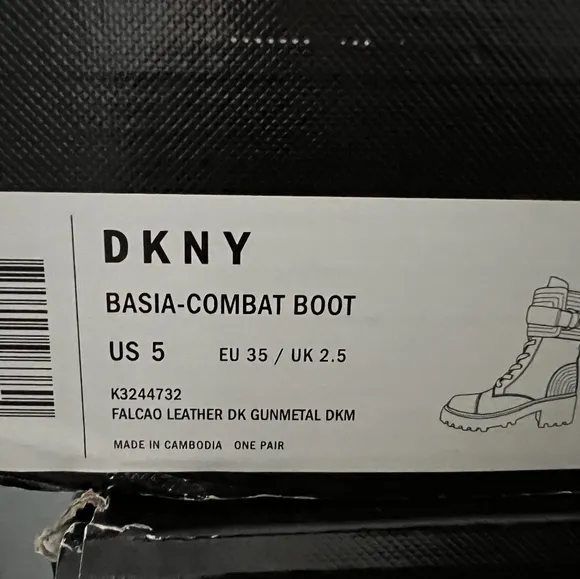 DKNY
BASIA-COMBAT BOOT
US 5 EU 35 / UK 2.5
K3244732
FALCAO LEATHER DK GUNMETAL DKM
MADE IN CAMBODIA ONE PAIR